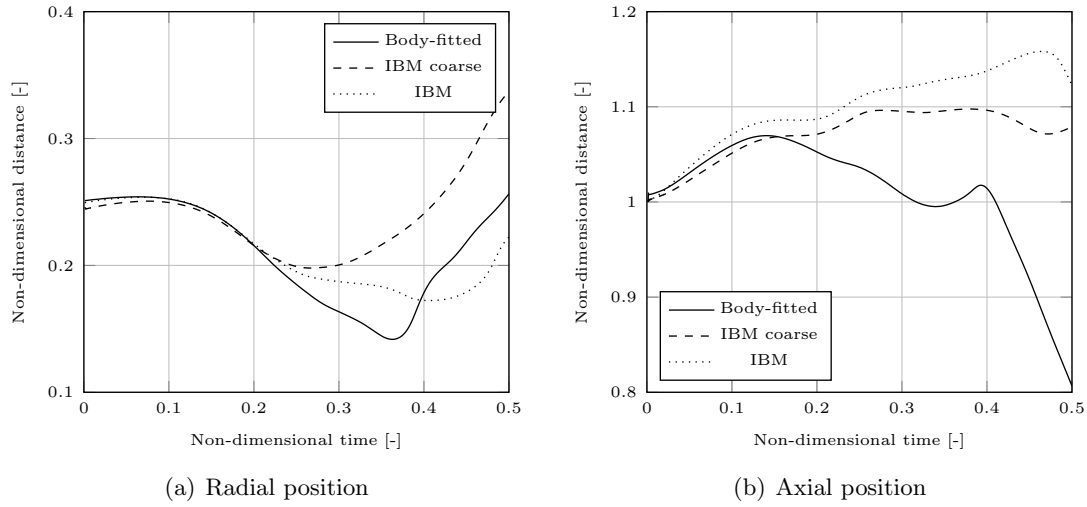 0.4
0.3
0.2
0.1
Non-dimensional distance [-]
Body-fitted
IBM coarse
IBM
0
0.1
0.2
0.3
0.4
0.5
Non-dimensional time [-]
(a) Radial position
1.2
1.1
1
0.9
0.8
Non-dimensional distance [-]
Body-fitted
IBM coarse
IBM
0
0.1
0.2
0.3
0.4
0.5
Non-dimensional time [-]
(b) Axial position